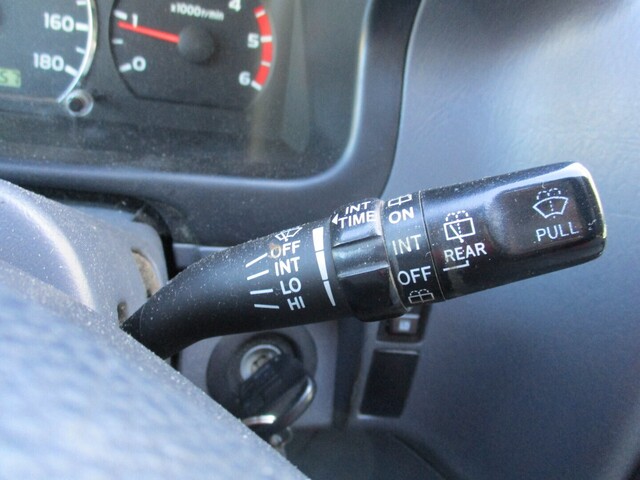 160
180
x1000r/min
0
1
4
5
6
OFF
INT
LO
HI
INT
TIME
ON
INT
OFF
REAR
PULL